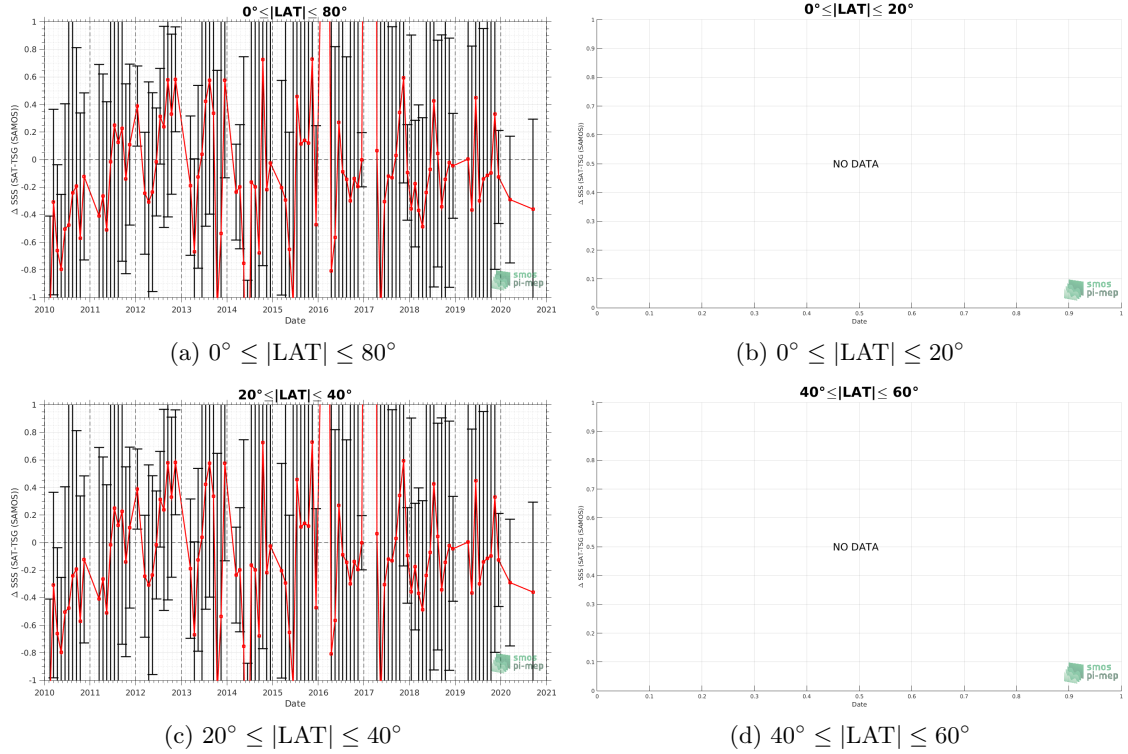 0°≤|LAT|≤ 80°
Δ SSS (SAT-TSG (SAMOS))
1
0.8
0.6
0.4
0.2
0
-0.2
-0.4
-0.6
-0.8
-1
2010 2011 2012 2013 2014 2015 2016 2017 2018 2019 2020 2021
Date
smos
pi-mep
(a) 0° ≤ |LAT| ≤ 80°
0°≤|LAT|≤ 20°
Δ SSS (SAT-TSG (SAMOS))
1
0.9
0.8
0.7
0.6
0.5
0.4
0.3
0.2
0.1
0
NO DATA
0 0.1 0.2 0.3 0.4 0.5 0.6 0.7 0.8 0.9 1
Date
smos
pi-mep
(b) 0° ≤ |LAT| ≤ 20°
20°≤|LAT|≤ 40°
Δ SSS (SAT-TSG (SAMOS))
1
0.8
0.6
0.4
0.2
0
-0.2
-0.4
-0.6
-0.8
-1
2010 2011 2012 2013 2014 2015 2016 2017 2018 2019 2020 2021
Date
smos
pi-mep
(c) 20° ≤ |LAT| ≤ 40°
40°≤|LAT|≤ 60°
Δ SSS (SAT-TSG (SAMOS))
1
0.9
0.8
0.7
0.6
0.5
0.4
0.3
0.2
0.1
0
NO DATA
0 0.1 0.2 0.3 0.4 0.5 0.6 0.7 0.8 0.9 1
Date
smos
pi-mep
(d) 40° ≤ |LAT| ≤ 60°